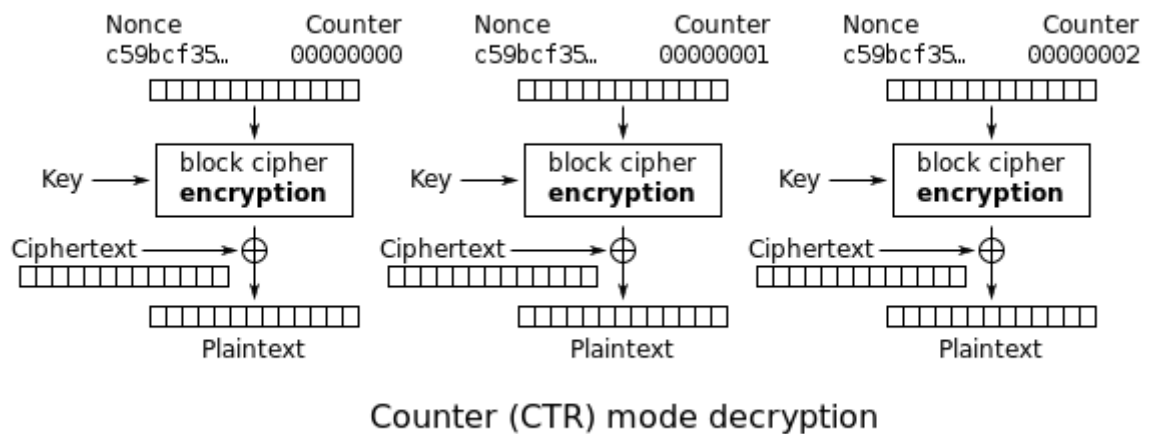 Nonce Counter Nonce Counter Nonce Counter
c59bcf35… 00000000 c59bcf35… 00000001 c59bcf35… 00000002
block cipher block cipher block cipher
Key encryption Key encryption Key encryption
Ciphertext Ciphertext Ciphertext
Plaintext Plaintext Plaintext
Counter (CTR) mode decryption